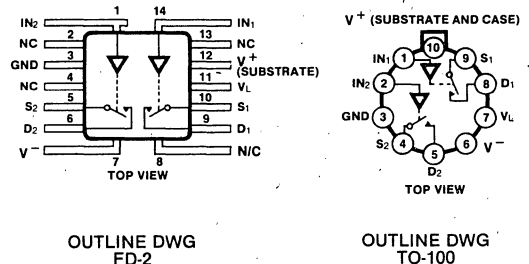 1 14
IN2 IN1
2 13
NC NC
3 12
GND V+
(SUBSTRATE)
4 11
NC VL
5 10
S2 S1
6 9
D2 D1
V− N/C
7 8
TOP VIEW
OUTLINE DWG
FD-2
V+ (SUBSTRATE AND CASE)
10
IN1 1 9 S1
IN2 2 8 D1
GND 3 7 VL
S2 4 6 V−
5
D2
TOP VIEW
OUTLINE DWG
TO-100